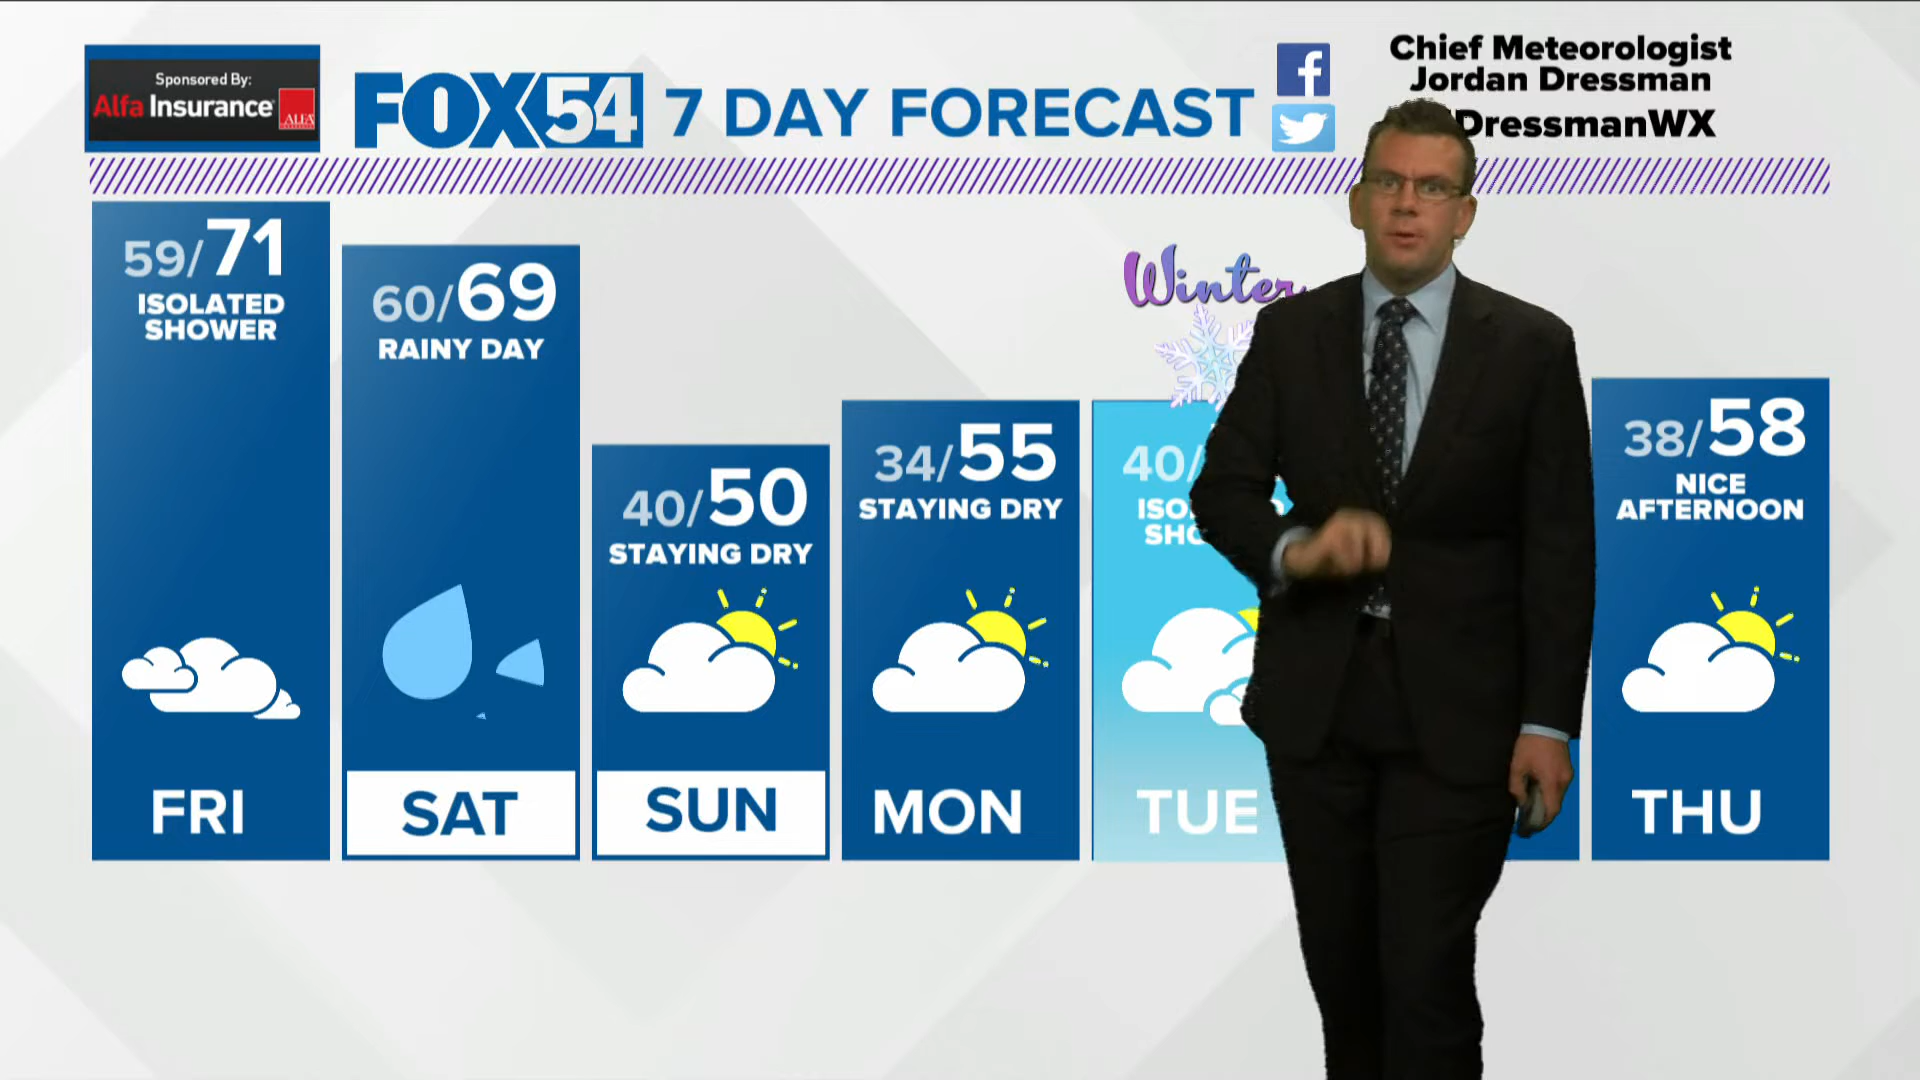 Sponsored By:
Alfa Insurance
ALFA
FOX54 7 DAY FORECAST
Chief Meteorologist
Jordan Dressman
DressmanWX
59/71
ISOLATED
SHOWER
FRI
60/69
RAINY DAY
SAT
40/50
STAYING DRY
SUN
34/55
STAYING DRY
MON
Winter
40/
TUE
38/58
NICE
AFTERNOON
THU